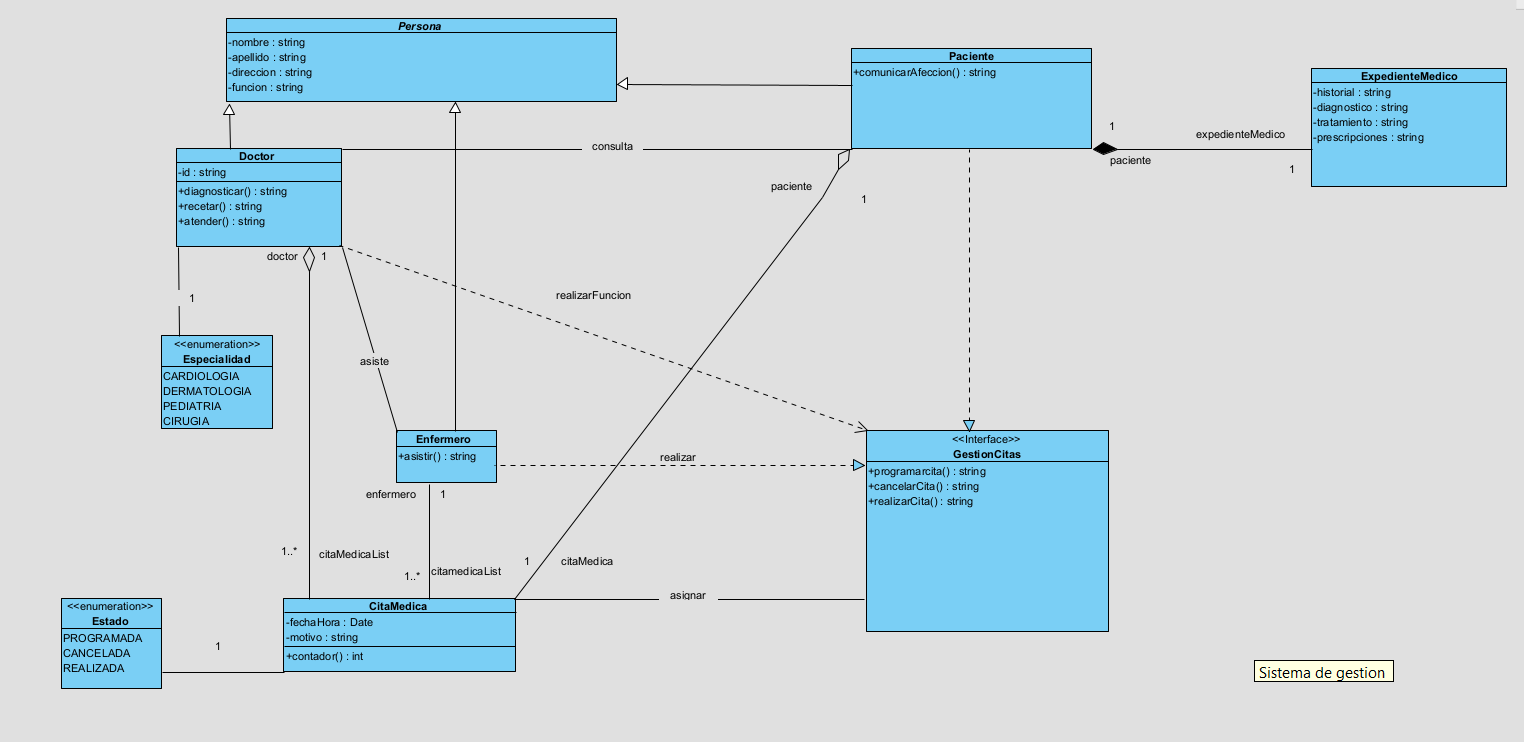 Persona
-nombre : string
-apellido : string
-direccion : string
-funcion : string
Paciente
+comunicarAfeccion() : string
ExpedienteMedico
-historial : string
-diagnostico : string
-tratamiento : string
-prescripciones : string
1
expedienteMedico
paciente
1
Doctor
-id : string
+diagnosticar() : string
+recetar() : string
+atender() : string
consulta
paciente
1
doctor
1
1
realizarFuncion
<<enumeration>>
Especialidad
CARDIOLOGIA
DERMATOLOGIA
PEDIATRIA
CIRUGIA
asiste
Enfermero
+asistir() : string
realizar
<<Interface>>
GestionCitas
+programarcita() : string
+cancelarCita() : string
+realizarCita() : string
enfermero
1
1..*
citaMedicaList
1..*
citamedicaList
1
citaMedica
asignar
<<enumeration>>
Estado
PROGRAMADA
CANCELADA
REALIZADA
1
CitaMedica
-fechaHora : Date
-motivo : string
+contador() : int
Sistema de gestion